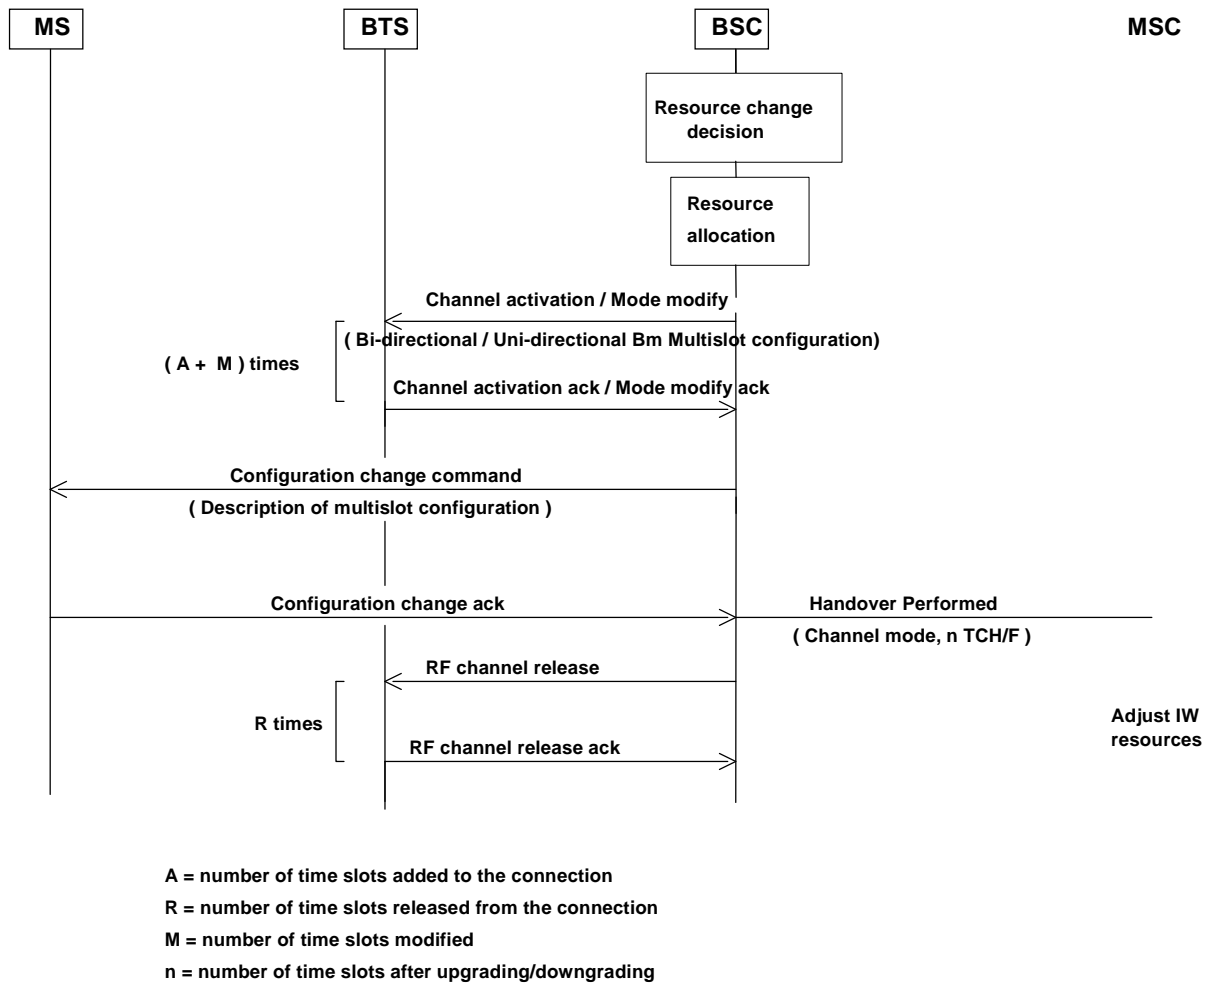 MS BTS BSC MSC
Resource change
decision
Resource
allocation
Channel activation / Mode modify
( Bi-directional / Uni-directional Bm Multislot configuration)
( A + M ) times
Channel activation ack / Mode modify ack
Configuration change command
( Description of multislot configuration )
Configuration change ack
Handover Performed
( Channel mode, n TCH/F )
RF channel release
R times
Adjust IW
resources
RF channel release ack
A = number of time slots added to the connection
R = number of time slots released from the connection
M = number of time slots modified
n = number of time slots after upgrading/downgrading